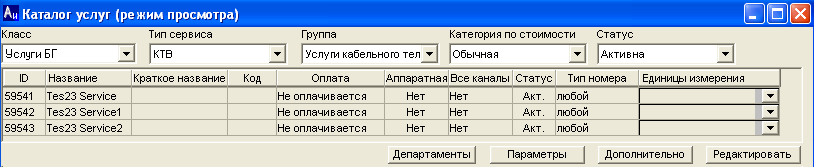 Аи Каталог услуг (режим просмотра)
Класс Тип сервиса Группа Категория по стоимости Статус
Услуги БГ КТВ Услуги кабельного тел Обычная Активна
ID Название Краткое название Код Оплата Аппаратная Все каналы Статус Тип номера Единицы измерения
59541 Tes23 Service Не оплачивается Нет Нет Акт. любой
59542 Tes23 Service1 Не оплачивается Нет Нет Акт. любой
59543 Tes23 Service2 Не оплачивается Нет Нет Акт. любой
Департаменты Параметры Дополнительно Редактировать